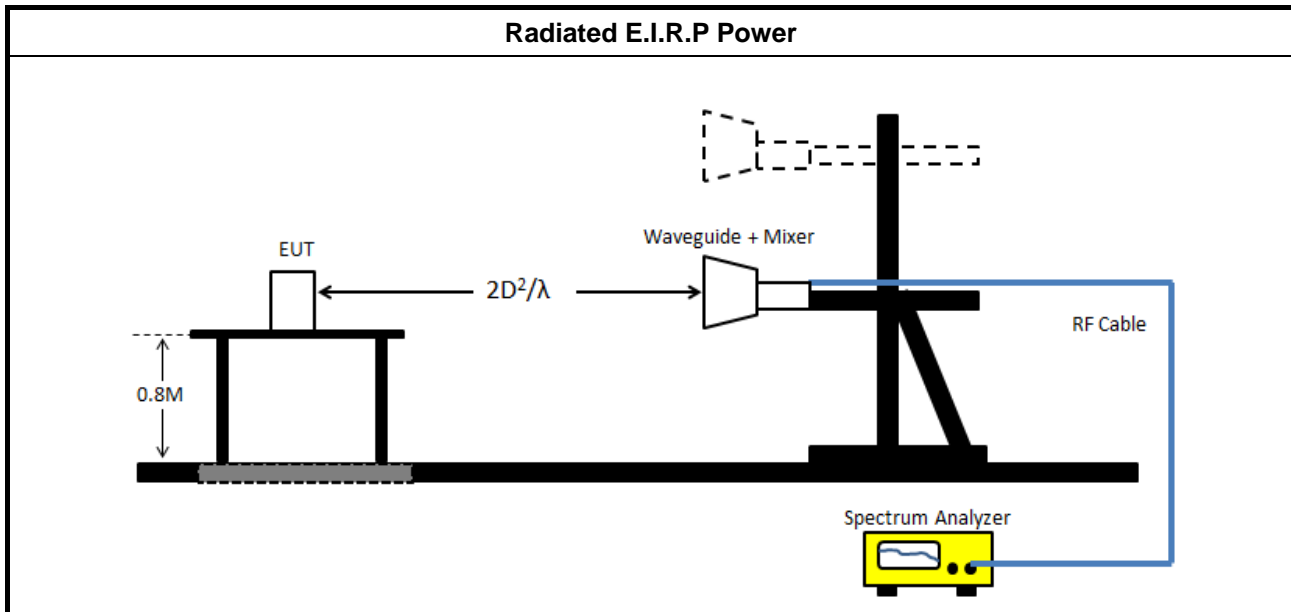 Radiated E.I.R.P Power
EUT
Waveguide + Mixer
2D²/λ
RF Cable
0.8M
Spectrum Analyzer